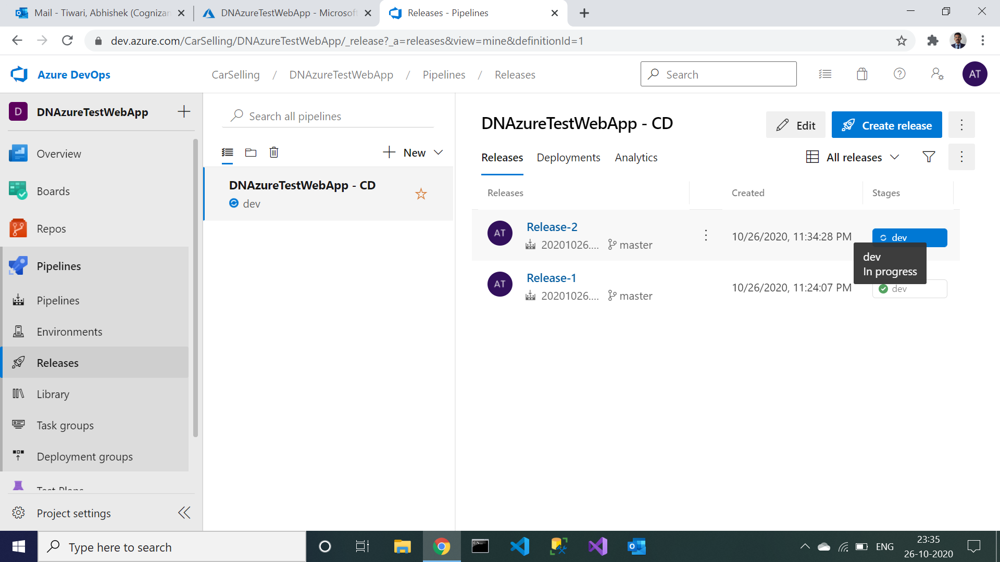 Mail - Tiwari, Abhishek (Cognizan
DNAzureTestWebApp - Microsoft
Releases - Pipelines
dev.azure.com/CarSelling/DNAzureTestWebApp/_release?_a=releases&view=mine&definitionId=1
Azure DevOps
CarSelling / DNAzureTestWebApp / Pipelines / Releases
Search
AT
D DNAzureTestWebApp
Overview
Boards
Repos
Pipelines
Pipelines
Environments
Releases
Library
Task groups
Deployment groups
Test Plans
Project settings
Search all pipelines
New
DNAzureTestWebApp - CD
dev
DNAzureTestWebApp - CD
Edit
Create release
Releases Deployments Analytics
All releases
Releases Created Stages
AT Release-2
20201026.... master
10/26/2020, 11:34:28 PM
dev
dev
In progress
AT Release-1
20201026.... master
10/26/2020, 11:24:07 PM
dev
Type here to search
ENG
23:35
26-10-2020